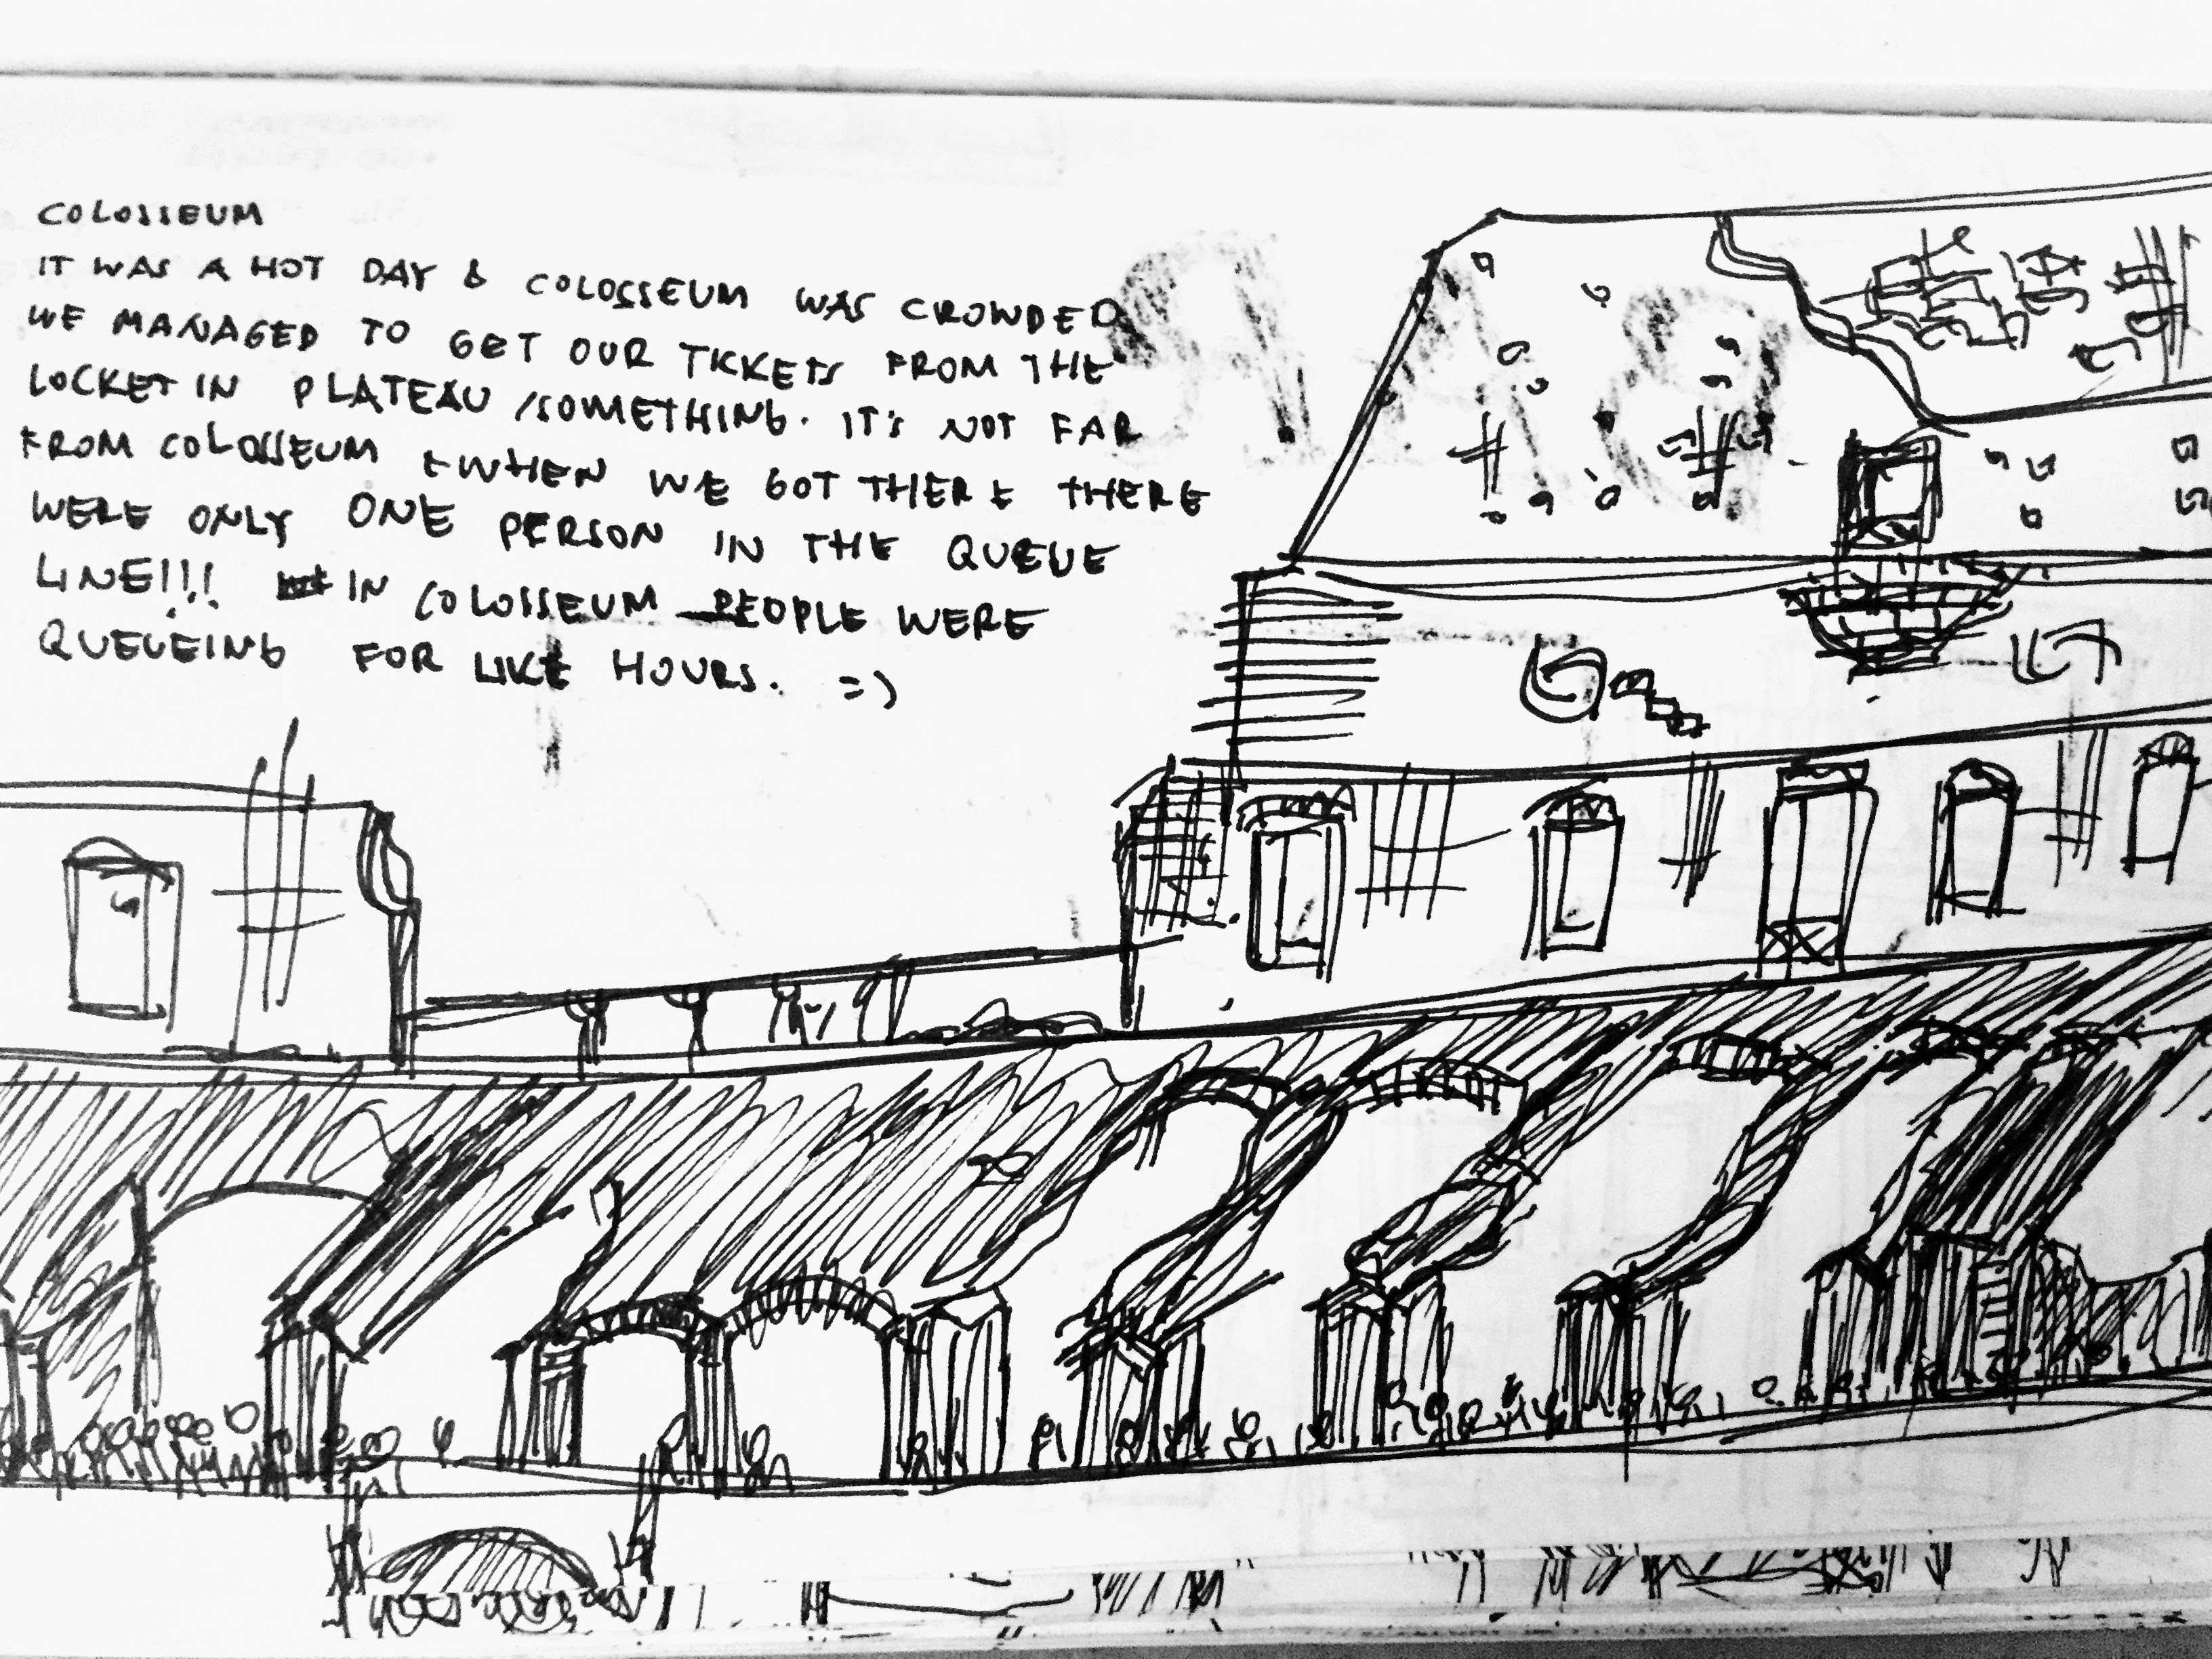 COLOSSEUM
IT WAS A HOT DAY & COLOSSEUM WAS CROWDED
WE MANAGED TO GET OUR TICKETS FROM THE
LOCKET IN PLATEAU /SOMETHING. IT'S NOT FAR
FROM COLOSSEUM & WHEN WE GOT THERE THERE
WERE ONLY ONE PERSON IN THE QUEUE
LINE!!! IN COLOSSEUM PEOPLE WERE
QUEUEING FOR LIKE HOURS. =)